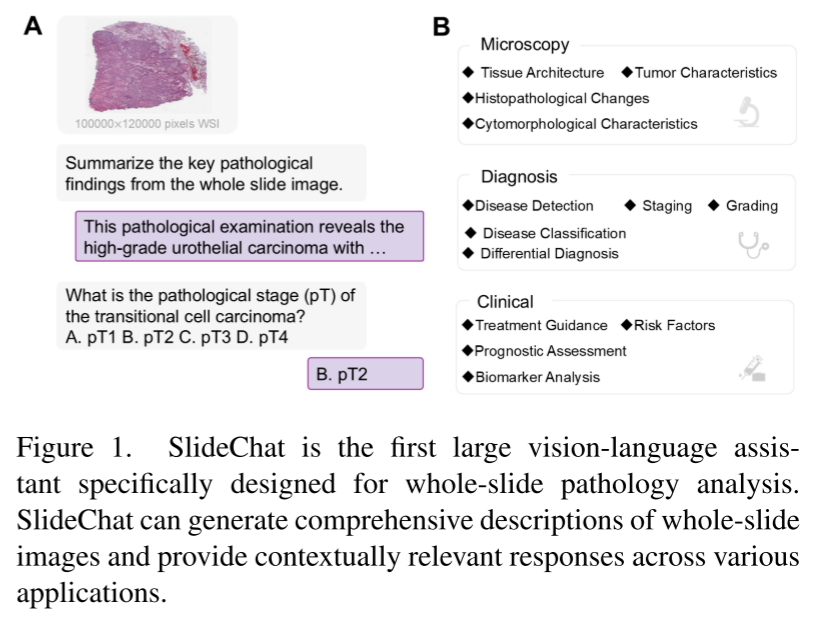 A
100000×120000 pixels WSI
Summarize the key pathological
findings from the whole slide image.
This pathological examination reveals the
high-grade urothelial carcinoma with …
What is the pathological stage (pT) of
the transitional cell carcinoma?
A. pT1 B. pT2 C. pT3 D. pT4
B. pT2
B
Microscopy
◆ Tissue Architecture ◆Tumor Characteristics
◆Histopathological Changes
◆Cytomorphological Characteristics
Diagnosis
◆Disease Detection ◆ Staging ◆ Grading
◆ Disease Classification
◆ Differential Diagnosis
Clinical
◆Treatment Guidance ◆Risk Factors
◆Prognostic Assessment
◆Biomarker Analysis
Figure 1. SlideChat is the first large vision-language assis-
tant specifically designed for whole-slide pathology analysis.
SlideChat can generate comprehensive descriptions of whole-slide
images and provide contextually relevant responses across various
applications.